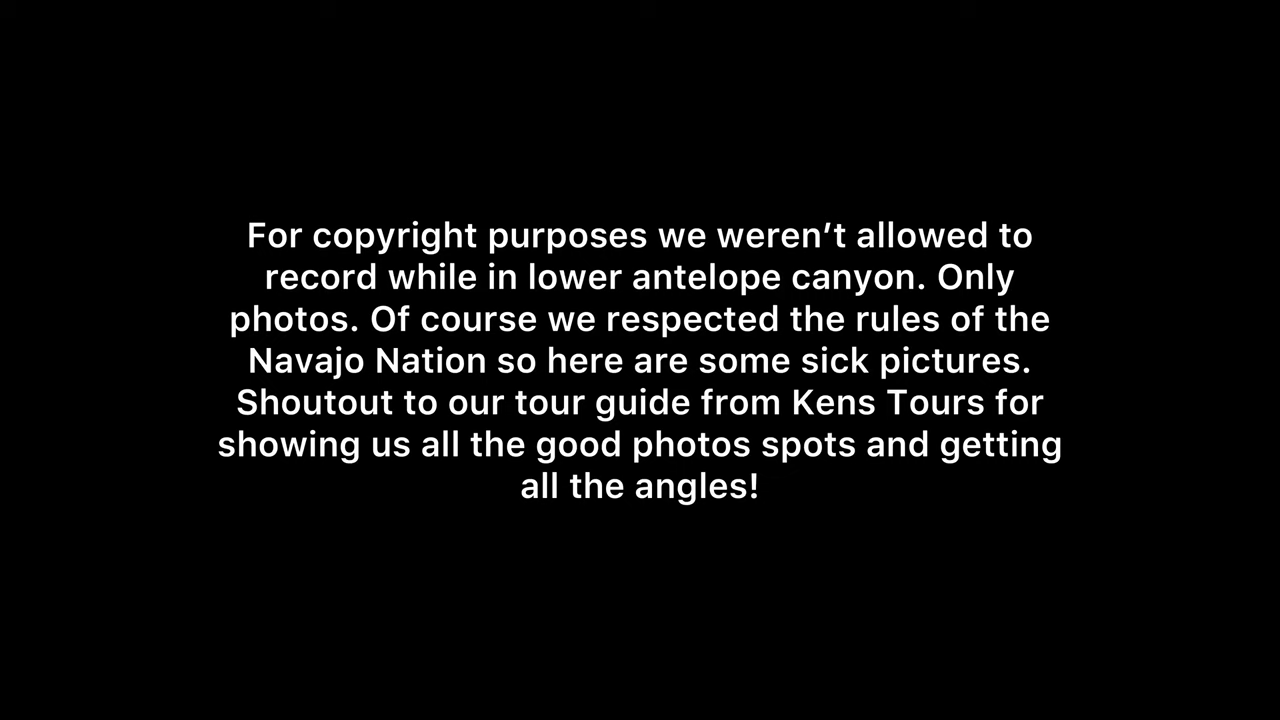 For copyright purposes we weren’t allowed to
record while in lower antelope canyon. Only
photos. Of course we respected the rules of the
Navajo Nation so here are some sick pictures.
Shoutout to our tour guide from Kens Tours for
showing us all the good photos spots and getting
all the angles!